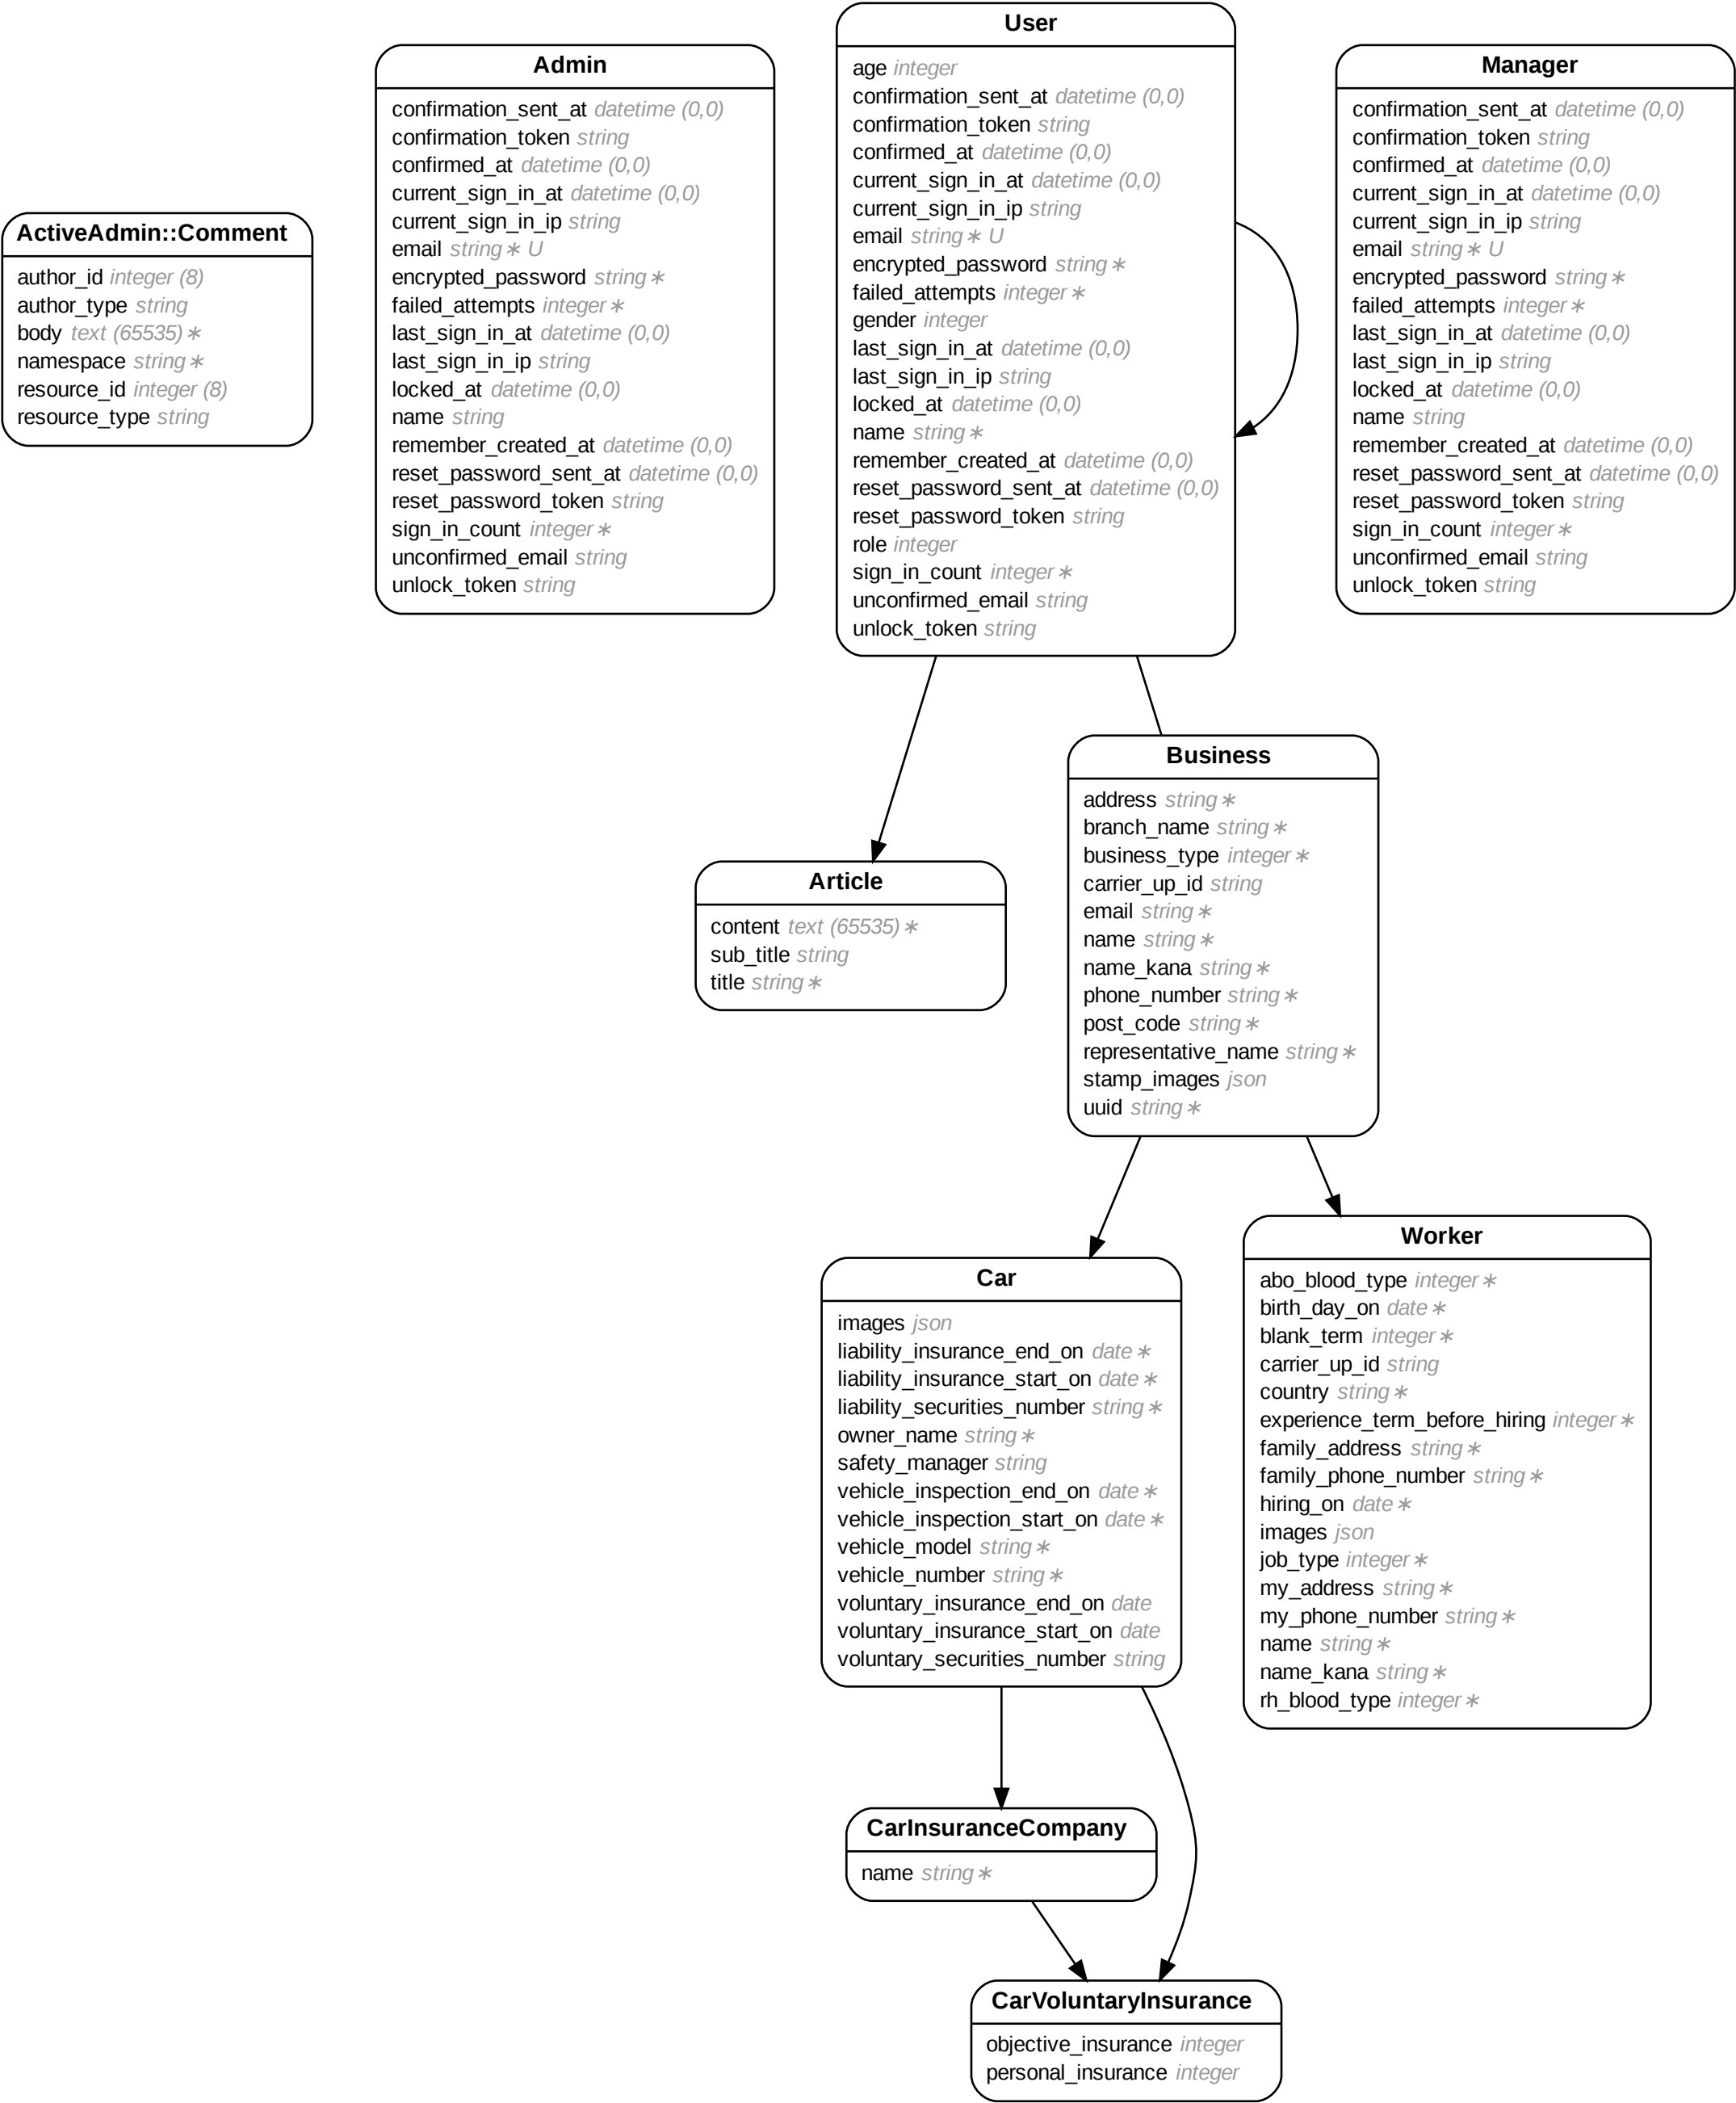 ActiveAdmin::Comment
author_id integer (8)
author_type string
body text (65535)∗
namespace string∗
resource_id integer (8)
resource_type string
Admin
confirmation_sent_at datetime (0,0)
confirmation_token string
confirmed_at datetime (0,0)
current_sign_in_at datetime (0,0)
current_sign_in_ip string
email string∗ U
encrypted_password string∗
failed_attempts integer∗
last_sign_in_at datetime (0,0)
last_sign_in_ip string
locked_at datetime (0,0)
name string
remember_created_at datetime (0,0)
reset_password_sent_at datetime (0,0)
reset_password_token string
sign_in_count integer∗
unconfirmed_email string
unlock_token string
User
age integer
confirmation_sent_at datetime (0,0)
confirmation_token string
confirmed_at datetime (0,0)
current_sign_in_at datetime (0,0)
current_sign_in_ip string
email string∗ U
encrypted_password string∗
failed_attempts integer∗
gender integer
last_sign_in_at datetime (0,0)
last_sign_in_ip string
locked_at datetime (0,0)
name string∗
remember_created_at datetime (0,0)
reset_password_sent_at datetime (0,0)
reset_password_token string
role integer
sign_in_count integer∗
unconfirmed_email string
unlock_token string
Manager
confirmation_sent_at datetime (0,0)
confirmation_token string
confirmed_at datetime (0,0)
current_sign_in_at datetime (0,0)
current_sign_in_ip string
email string∗ U
encrypted_password string∗
failed_attempts integer∗
last_sign_in_at datetime (0,0)
last_sign_in_ip string
locked_at datetime (0,0)
name string
remember_created_at datetime (0,0)
reset_password_sent_at datetime (0,0)
reset_password_token string
sign_in_count integer∗
unconfirmed_email string
unlock_token string
Article
content text (65535)∗
sub_title string
title string∗
Business
address string∗
branch_name string∗
business_type integer∗
carrier_up_id string
email string∗
name string∗
name_kana string∗
phone_number string∗
post_code string∗
representative_name string∗
stamp_images json
uuid string∗
Car
images json
liability_insurance_end_on date∗
liability_insurance_start_on date∗
liability_securities_number string∗
owner_name string∗
safety_manager string
vehicle_inspection_end_on date∗
vehicle_inspection_start_on date∗
vehicle_model string∗
vehicle_number string∗
voluntary_insurance_end_on date
voluntary_insurance_start_on date
voluntary_securities_number string
Worker
abo_blood_type integer∗
birth_day_on date∗
blank_term integer∗
carrier_up_id string
country string∗
experience_term_before_hiring integer∗
family_address string∗
family_phone_number string∗
hiring_on date∗
images json
job_type integer∗
my_address string∗
my_phone_number string∗
name string∗
name_kana string∗
rh_blood_type integer∗
CarInsuranceCompany
name string∗
CarVoluntaryInsurance
objective_insurance integer
personal_insurance integer